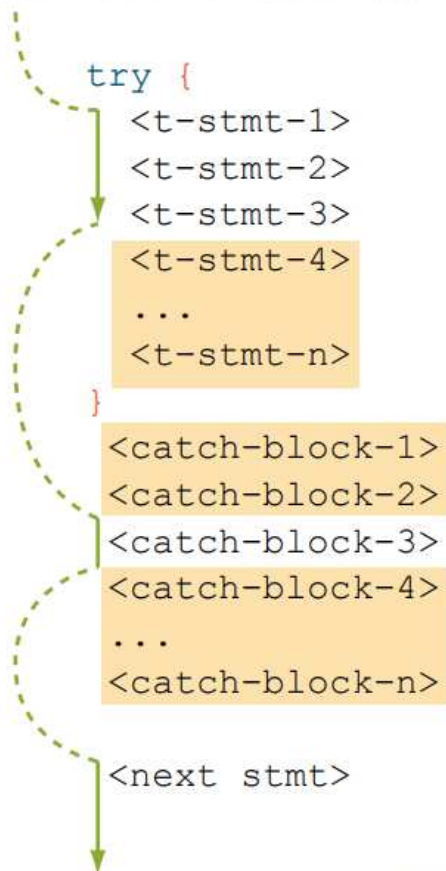 try {
<t-stmt-1>
<t-stmt-2>
<t-stmt-3>
<t-stmt-4>
...
<t-stmt-n>
}
<catch-block-1>
<catch-block-2>
<catch-block-3>
<catch-block-4>
...
<catch-block-n>
<next stmt>